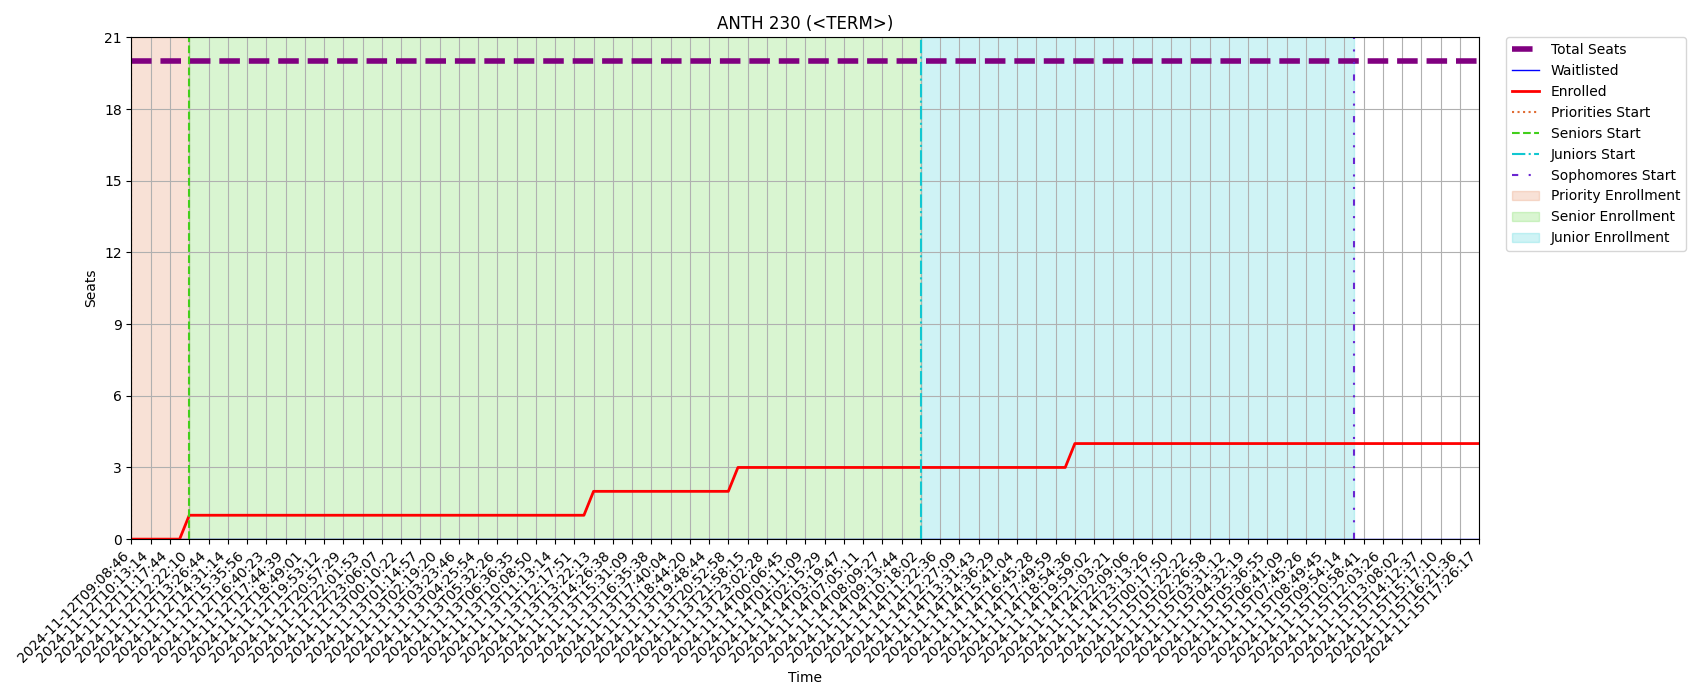 ANTH 230 (<TERM>)
21
18
15
12
9
6
3
0
Seats
2024-11-12T09:08:46
2024-11-12T10:13:14
2024-11-12T11:17:44
2024-11-12T12:22:10
2024-11-12T13:26:44
2024-11-12T14:31:14
2024-11-12T15:35:56
2024-11-12T16:40:23
2024-11-12T17:44:39
2024-11-12T18:49:01
2024-11-12T19:53:12
2024-11-12T20:57:29
2024-11-12T22:01:53
2024-11-12T23:06:07
2024-11-13T00:10:22
2024-11-13T01:14:57
2024-11-13T02:19:20
2024-11-13T03:23:46
2024-11-13T04:25:54
2024-11-13T05:32:26
2024-11-13T06:36:35
2024-11-13T10:08:50
2024-11-13T11:13:14
2024-11-13T12:17:51
2024-11-13T13:22:13
2024-11-13T14:26:38
2024-11-13T15:31:09
2024-11-13T16:35:38
2024-11-13T17:40:04
2024-11-13T18:44:20
2024-11-13T19:48:44
2024-11-13T20:52:58
2024-11-13T21:58:15
2024-11-13T23:02:28
2024-11-14T00:06:45
2024-11-14T01:11:09
2024-11-14T02:15:29
2024-11-14T03:19:47
2024-11-14T07:05:11
2024-11-14T08:09:27
2024-11-14T09:13:44
2024-11-14T10:18:02
2024-11-14T11:22:36
2024-11-14T12:27:09
2024-11-14T13:31:43
2024-11-14T14:36:29
2024-11-14T15:41:04
2024-11-14T16:45:28
2024-11-14T17:49:59
2024-11-14T18:54:36
2024-11-14T19:59:02
2024-11-14T21:03:21
2024-11-14T22:09:06
2024-11-14T23:13:26
2024-11-15T00:17:50
2024-11-15T01:22:22
2024-11-15T02:26:58
2024-11-15T03:31:12
2024-11-15T04:32:19
2024-11-15T05:36:55
2024-11-15T06:41:09
2024-11-15T07:45:26
2024-11-15T08:49:45
2024-11-15T09:54:14
2024-11-15T10:58:41
2024-11-15T12:03:26
2024-11-15T13:08:02
2024-11-15T14:12:37
2024-11-15T15:17:10
2024-11-15T16:21:36
2024-11-15T17:26:17
Time
Total Seats
Waitlisted
Enrolled
Priorities Start
Seniors Start
Juniors Start
Sophomores Start
Priority Enrollment
Senior Enrollment
Junior Enrollment